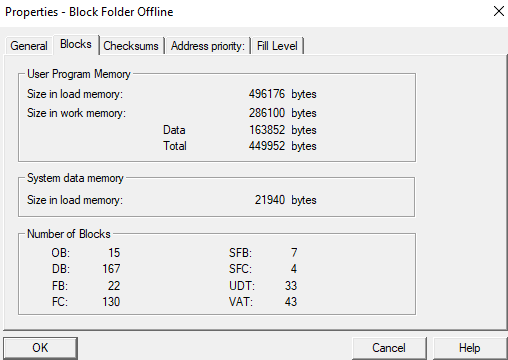 Properties - Block Folder Offline
General Blocks Checksums Address priority: Fill Level
User Program Memory
Size in load memory: 496176 bytes
Size in work memory: 286100 bytes
Data 163852 bytes
Total 449952 bytes
System data memory
Size in load memory: 21940 bytes
Number of Blocks
OB: 15 SFB: 7
DB: 167 SFC: 4
FB: 22 UDT: 33
FC: 130 VAT: 43
OK Cancel Help